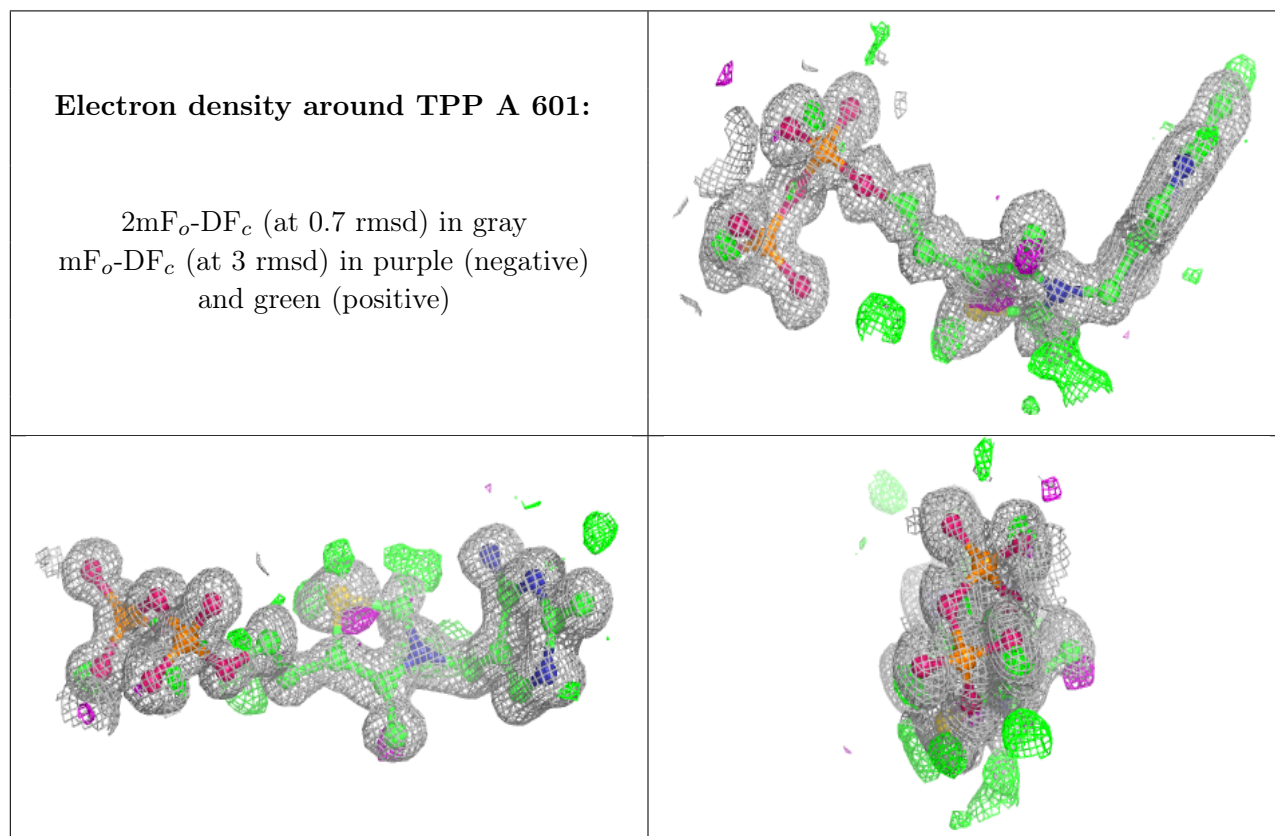 Electron density around TPP A 601:
2mFo-DFc (at 0.7 rmsd) in gray
mFo-DFc (at 3 rmsd) in purple (negative)
and green (positive)